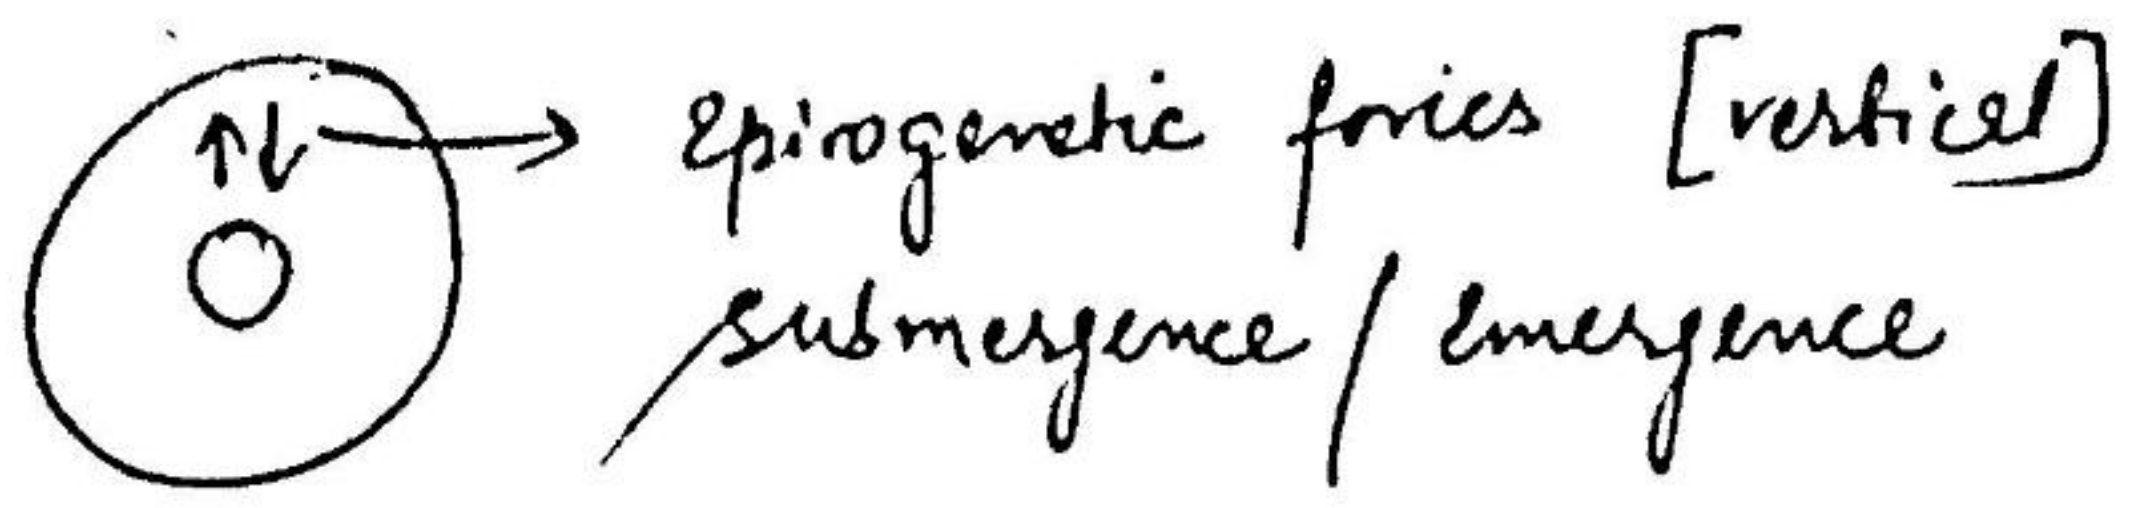 Epirogenetic forces [vertical]
submergence / Emergence